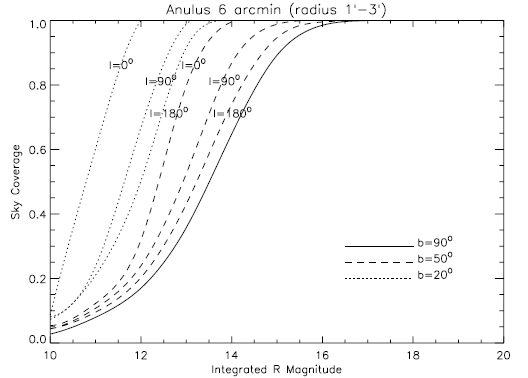 Anulus 6 arcmin (radius 1'−3')
1.0
0.8
0.6
0.4
0.2
0.0
Sky Coverage
l=0°
l=0°
l=90°
l=90°
l=180°
l=180°
b=90°
b=50°
b=20°
10 12 14 16 18 20
Integrated R Magnitude